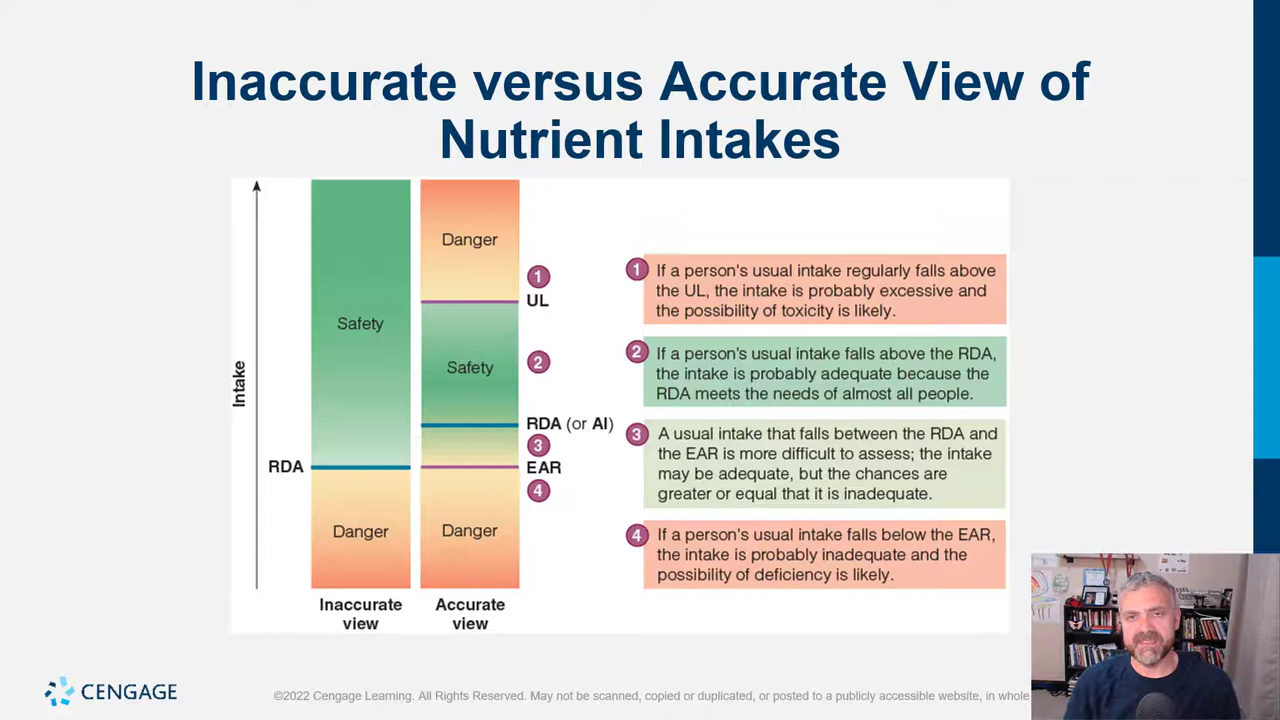 Inaccurate versus Accurate View of
Nutrient Intakes
Intake
RDA
Safety
Danger
Inaccurate
view
Danger
Safety
Danger
Accurate
view
1
UL
2
RDA (or AI)
3
EAR
4
1 If a person's usual intake regularly falls above
the UL, the intake is probably excessive and
the possibility of toxicity is likely.
2 If a person's usual intake falls above the RDA,
the intake is probably adequate because the
RDA meets the needs of almost all people.
3 A usual intake that falls between the RDA and
the EAR is more difficult to assess; the intake
may be adequate, but the chances are
greater or equal that it is inadequate.
4 If a person's usual intake falls below the EAR,
the intake is probably inadequate and the
possibility of deficiency is likely.
CENGAGE
©2022 Cengage Learning. All Rights Reserved. May not be scanned, copied or duplicated, or posted to a publicly accessible website, in whole